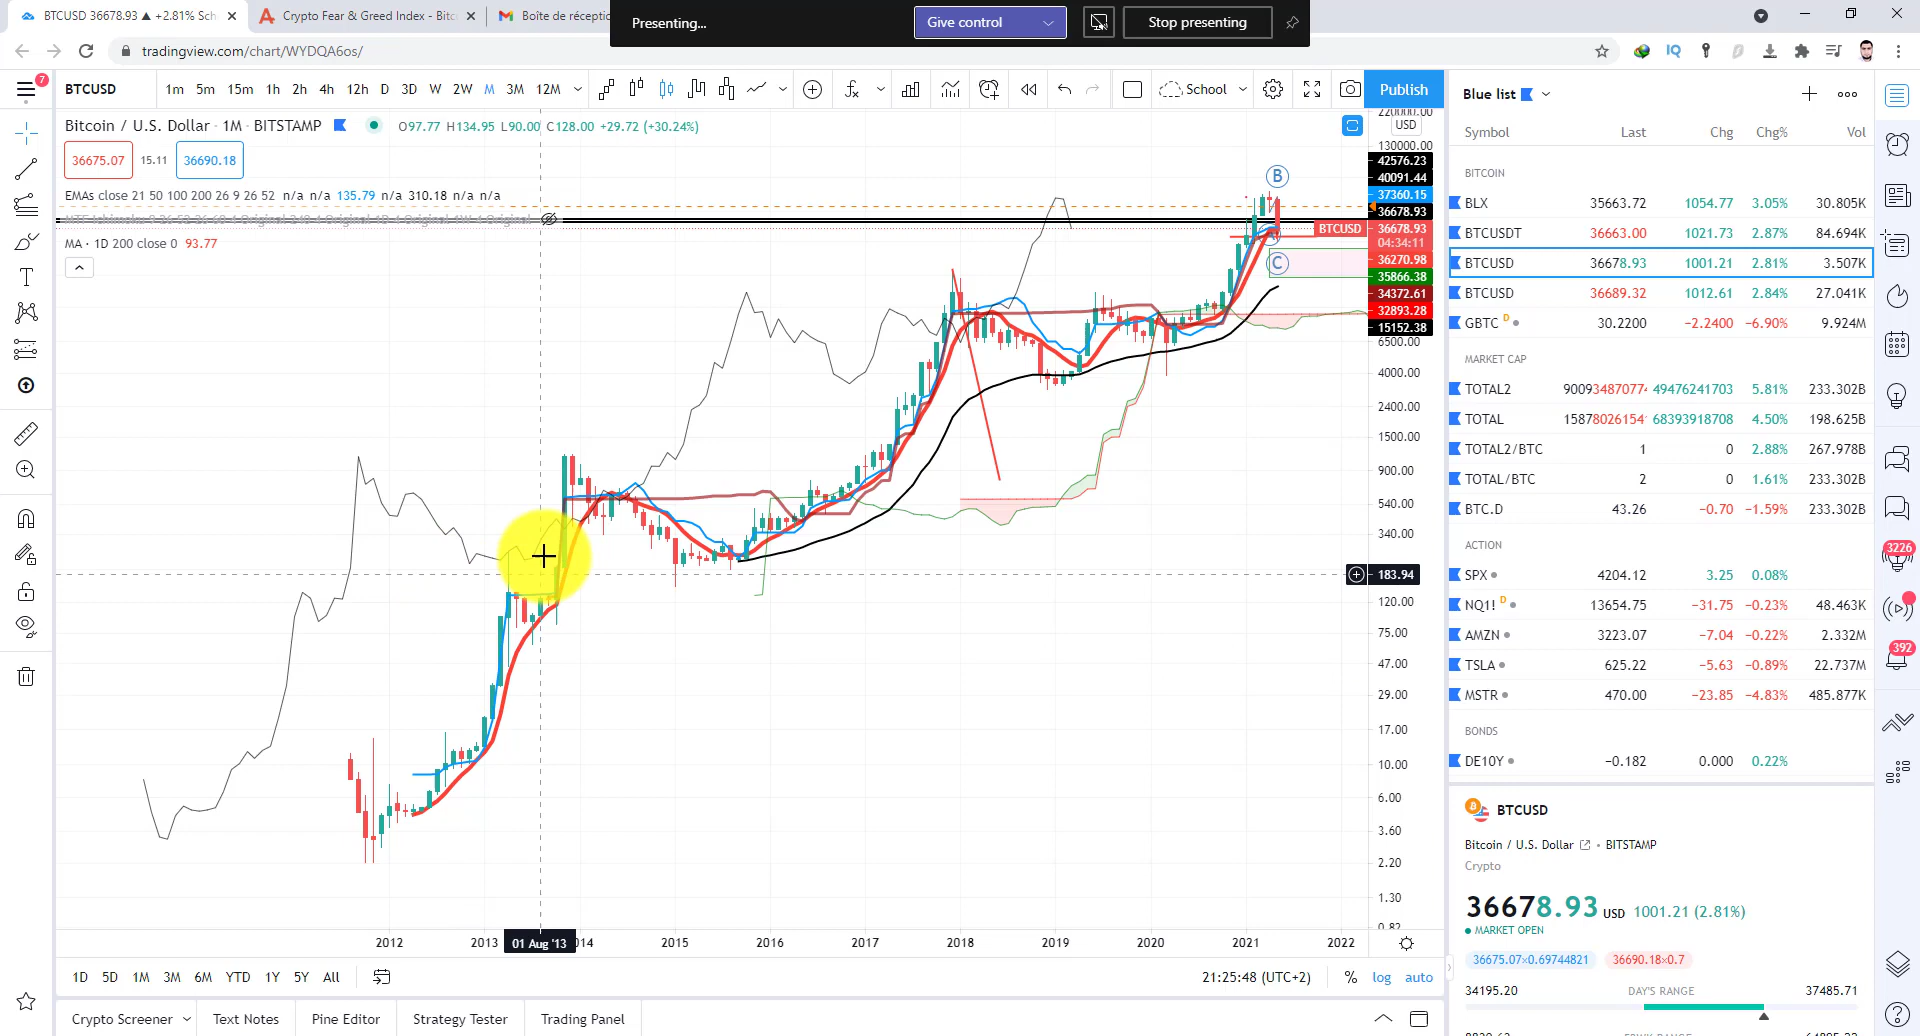 BTCUSD 36678.93 ▲ +2.81% Sch
Crypto Fear & Greed Index - Bitc
Boîte de récepti
Presenting...
Give control
Stop presenting
tradingview.com/chart/WYDQA6os/
7
BTCUSD
1m 5m 15m 1h 2h 4h 12h D 3D W 2W M 3M 12M
School
Publish
Bitcoin / U.S. Dollar · 1M · BITSTAMP
O97.77 H134.95 L90.00 C128.00 +29.72 (+30.24%)
36675.07 15.11 36690.18
EMAs close 21 50 100 200 26 9 26 52 n/a n/a 135.79 n/a 310.18 n/a n/a
MA · 1D 200 close 0 93.77
B
C
220000.00
USD
130000.00
42576.23
40091.44
37360.15
36678.93
BTCUSD 36678.93
04:34:11
36270.98
35866.38
34372.61
32893.28
15152.38
6500.00
4000.00
2400.00
1500.00
900.00
540.00
340.00
183.94
120.00
75.00
47.00
29.00
17.00
10.00
6.00
3.60
2.20
1.30
0.82
2012 2013 01 Aug '13 014 2015 2016 2017 2018 2019 2020 2021 2022
1D 5D 1M 3M 6M YTD 1Y 5Y All
21:25:48 (UTC+2) % log auto
Crypto Screener Text Notes Pine Editor Strategy Tester Trading Panel
Blue list
Symbol Last Chg Chg% Vol
BITCOIN
BLX 35663.72 1054.77 3.05% 30.805K
BTCUSDT 36663.00 1021.73 2.87% 84.694K
BTCUSD 36678.93 1001.21 2.81% 3.507K
BTCUSD 36689.32 1012.61 2.84% 27.041K
GBTC D 30.2200 −2.2400 −6.90% 9.924M
MARKET CAP
TOTAL2 90093487077 49476241703 5.81% 233.302B
TOTAL 1587802615 68393918708 4.50% 198.625B
TOTAL2/BTC 1 0 2.88% 267.978B
TOTAL/BTC 2 0 1.61% 233.302B
BTC.D 43.26 −0.70 −1.59% 233.302B
ACTION
SPX 4204.12 3.25 0.08%
NQ1! D 13654.75 −31.75 −0.23% 48.463K
AMZN 3223.07 −7.04 −0.22% 2.332M
TSLA 625.22 −5.63 −0.89% 22.737M
MSTR 470.00 −23.85 −4.83% 485.877K
BONDS
DE10Y −0.182 0.000 0.22%
BTCUSD
Bitcoin / U.S. Dollar • BITSTAMP
Crypto
36678.93 USD 1001.21 (2.81%)
MARKET OPEN
36675.07×0.69744821 36690.18×0.7
34195.20 DAY'S RANGE 37485.71
3226
392